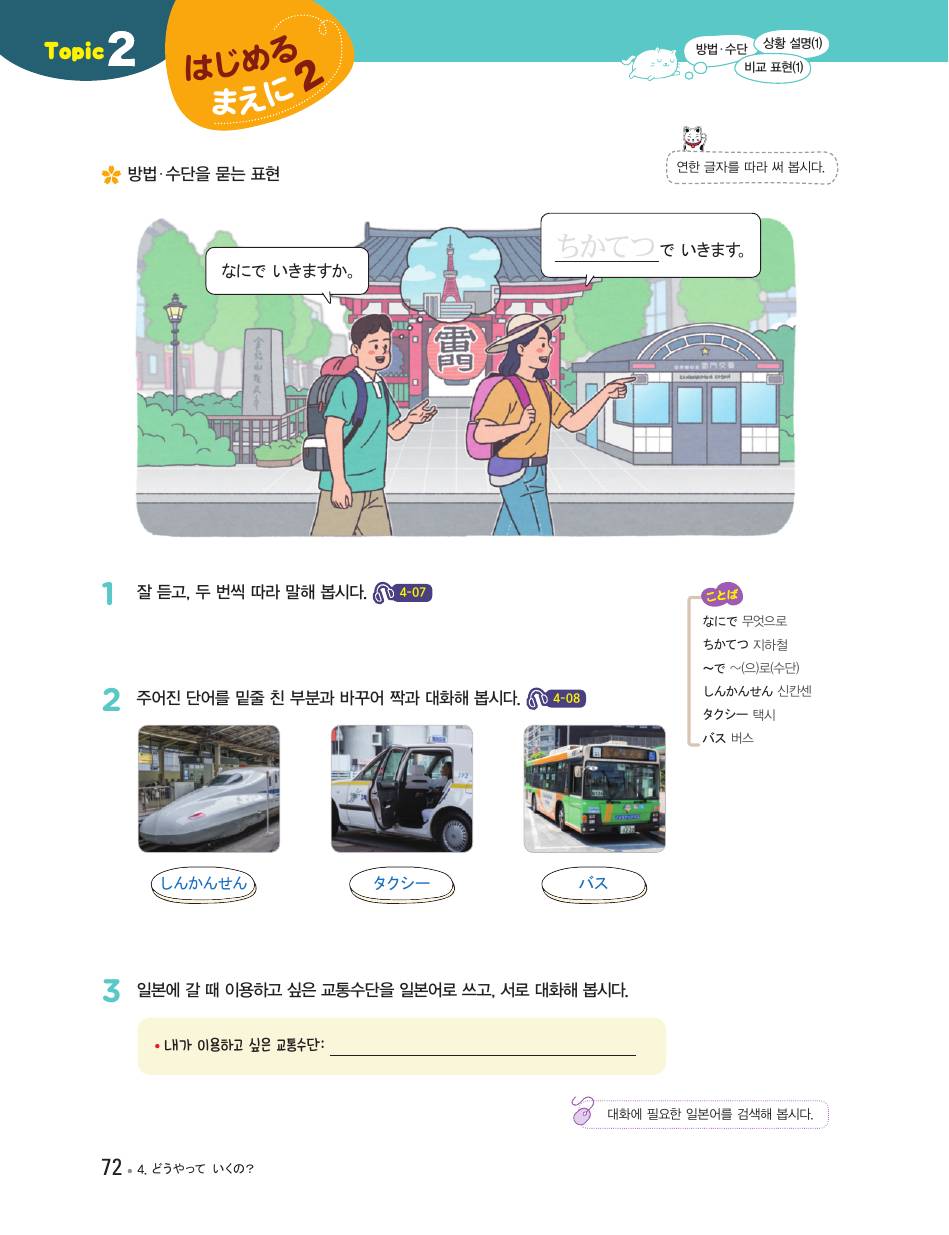 Topic 2
はじめる
まえに 2
방법·수단
상황 설명(1)
비교 표현(1)
방법·수단을 묻는 표현
연한 글자를 따라 써 봅시다.
なにで いきますか。
ちかてつで いきます。
雷門
1 잘 듣고, 두 번씩 따라 말해 봅시다. 4-07
ことば
なにで 무엇으로
ちかてつ 지하철
~で ~(으)로(수단)
しんかんせん 신칸센
タクシー 택시
バス 버스
2 주어진 단어를 밑줄 친 부분과 바꾸어 짝과 대화해 봅시다. 4-08
しんかんせん
タクシー
バス
3 일본에 갈 때 이용하고 싶은 교통수단을 일본어로 쓰고, 서로 대화해 봅시다.
• 내가 이용하고 싶은 교통수단:
대화에 필요한 일본어를 검색해 봅시다.
72 • 4. どうやって いくの?